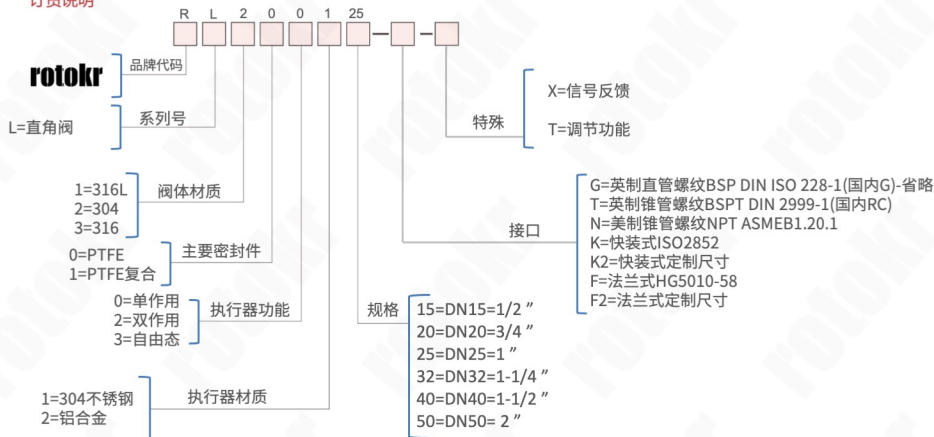 订货说明
R L 2 0 0 1 25
rotokr
品牌代码
L=直角阀
系列号
X=信号反馈
T=调节功能
特殊
1=316L
2=304
3=316
阀体材质
G=英制直管螺纹BSP DIN ISO 228-1(国内G)-省略
T=英制锥管螺纹BSPT DIN 2999-1(国内RC)
N=美制锥管螺纹NPT ASMEB1.20.1
K=快装式ISO2852
K2=快装式定制尺寸
F=法兰式HG5010-58
F2=法兰式定制尺寸
接口
0=PTFE
1=PTFE复合
主要密封件
0=单作用
2=双作用
3=自由态
执行器功能
规格
15=DN15=1/2 ″
20=DN20=3/4 ″
25=DN25=1 ″
32=DN32=1-1/4 ″
40=DN40=1-1/2 ″
50=DN50= 2 ″
1=304不锈钢
2=铝合金
执行器材质